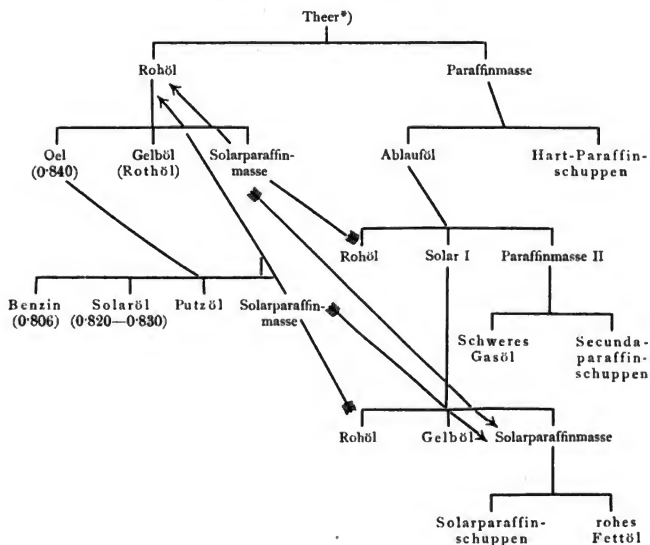 Theer*)
Rohöl Paraffinmasse
Oel Gelböl Solarparaffin- Ablauföl Hart-Paraffin-
(0·840) (Rothöl) masse schuppen
Rohöl Solar I Paraffinmasse II
Benzin Solaröl Putzöl Solarparaffin-
(0·806) (0·820—0·830) masse
Schweres Secunda-
Gasöl paraffin-
schuppen
Rohöl Gelböl Solarparaffinmasse
Solarparaffin- rohes
schuppen Fettöl